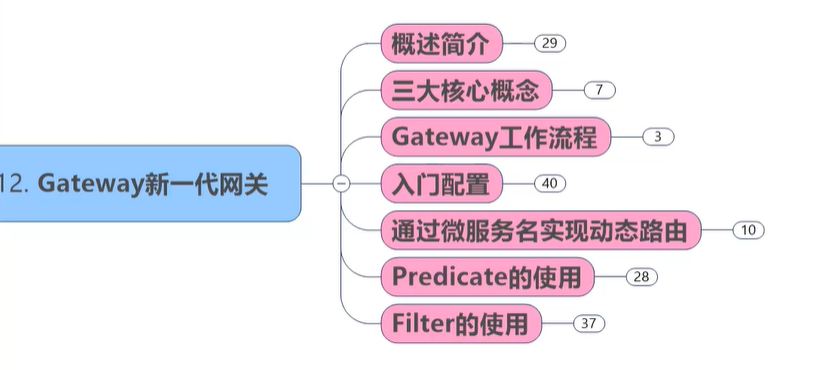 12. Gateway新一代网关
概述简介 29
三大核心概念 7
Gateway工作流程 3
入门配置 40
通过微服务名实现动态路由 10
Predicate的使用 28
Filter的使用 37